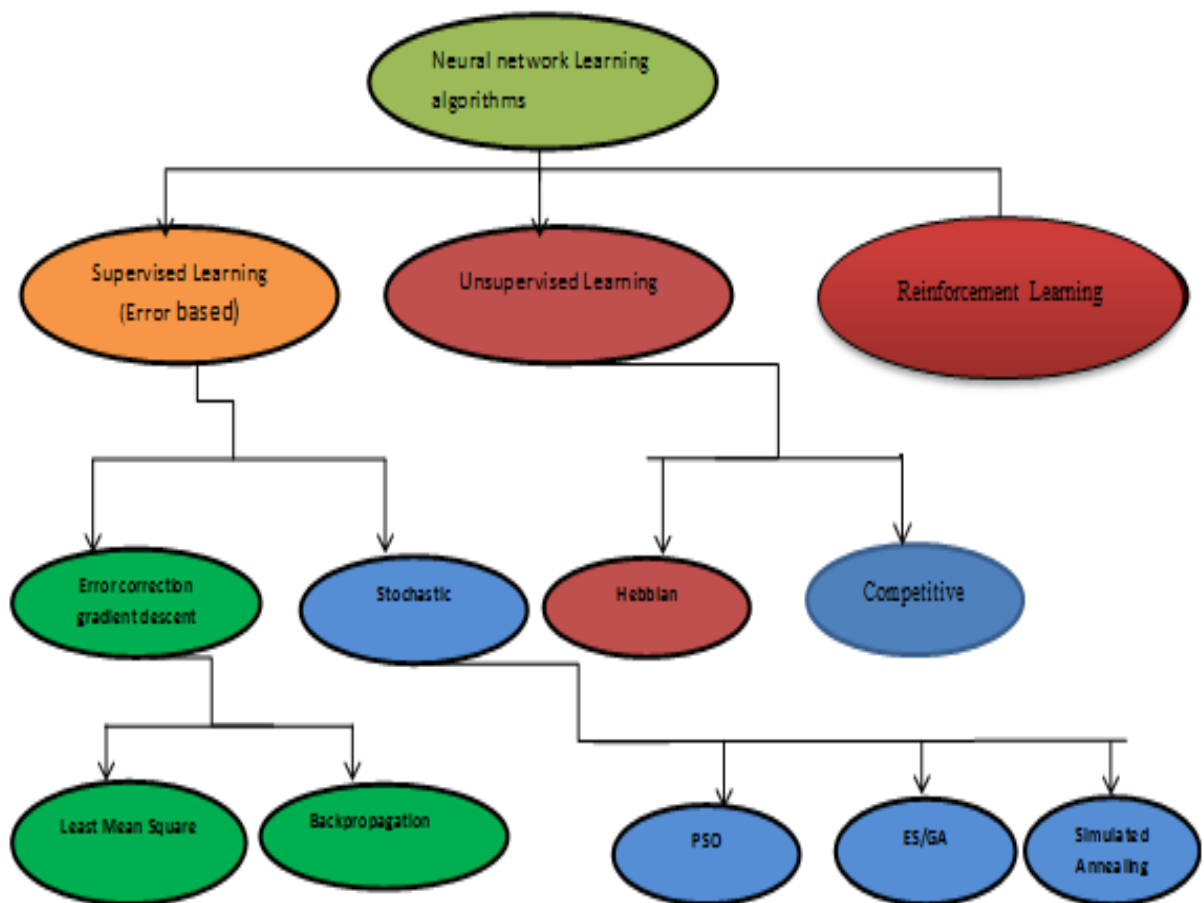 Neural network Learning
algorithms
Supervised Learning
(Error based)
Unsupervised Learning
Reinforcement Learning
Error correction
gradient descent
Stochastic
Hebbian
Competitive
Least Mean Square
Backpropagation
PSO
ES/GA
Simulated
Annealing